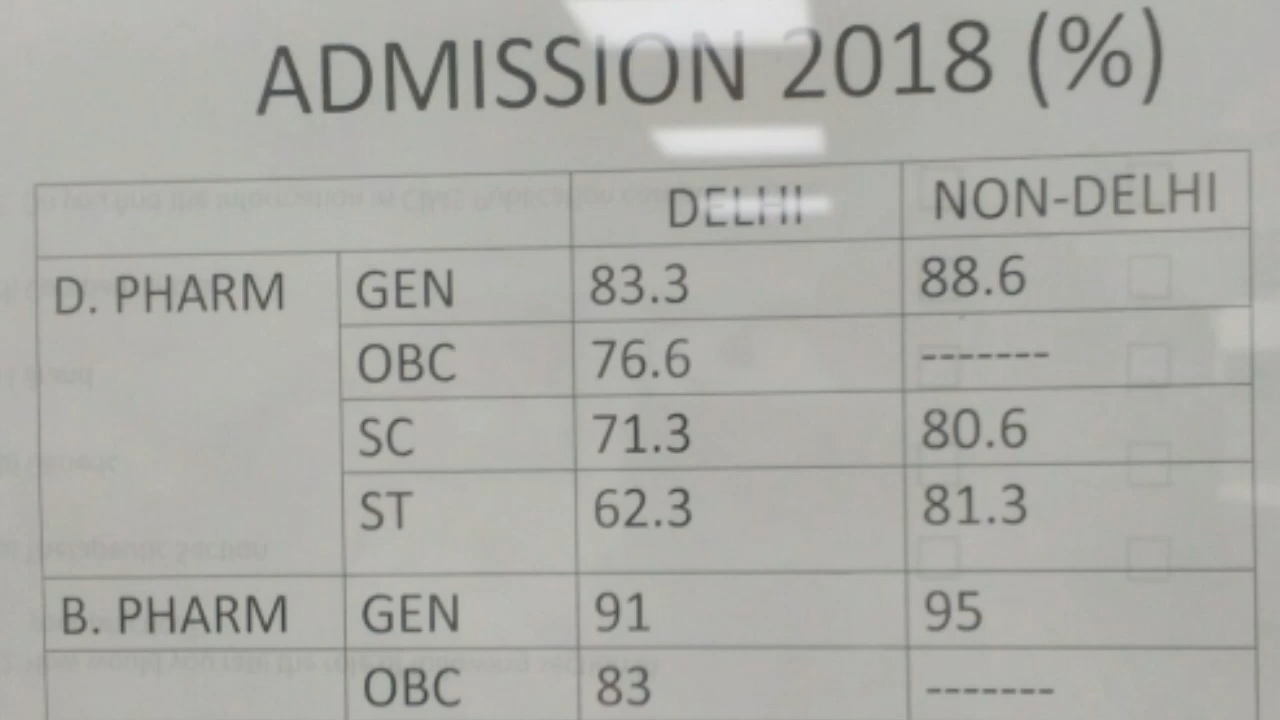 ADMISSION 2018 (%)
DELHI NON-DELHI
D. PHARM GEN 83.3 88.6
OBC 76.6 -------
SC 71.3 80.6
ST 62.3 81.3
B. PHARM GEN 91 95
OBC 83 -------